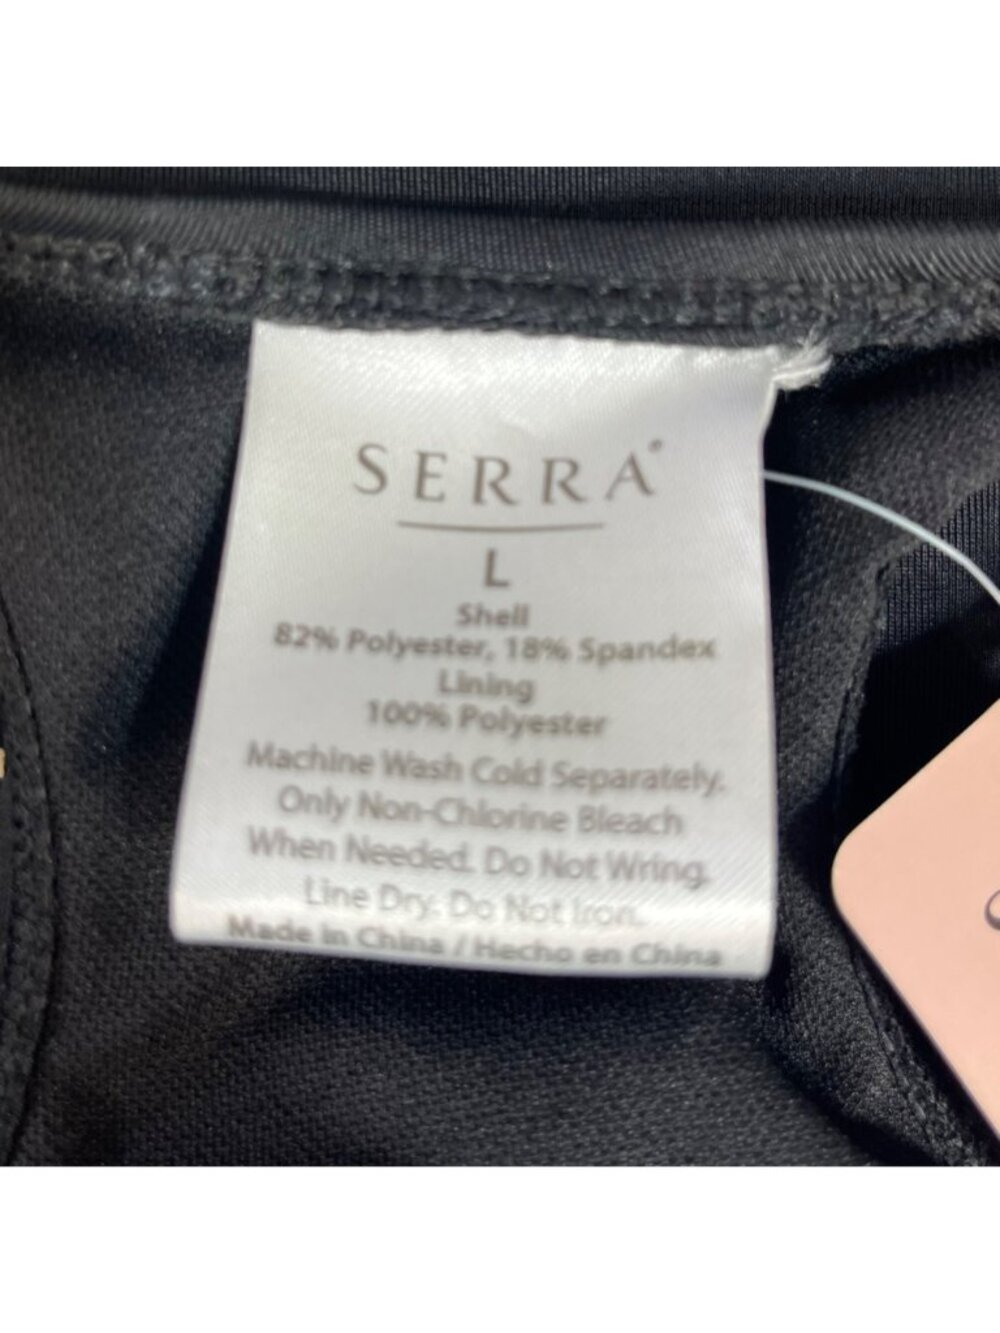 SERRA®
L
Shell
82% Polyester, 18% Spandex
Lining
100% Polyester
Machine Wash Cold Separately.
Only Non-Chlorine Bleach
When Needed. Do Not Wring.
Line Dry. Do Not Iron.
Made in China / Hecho en China